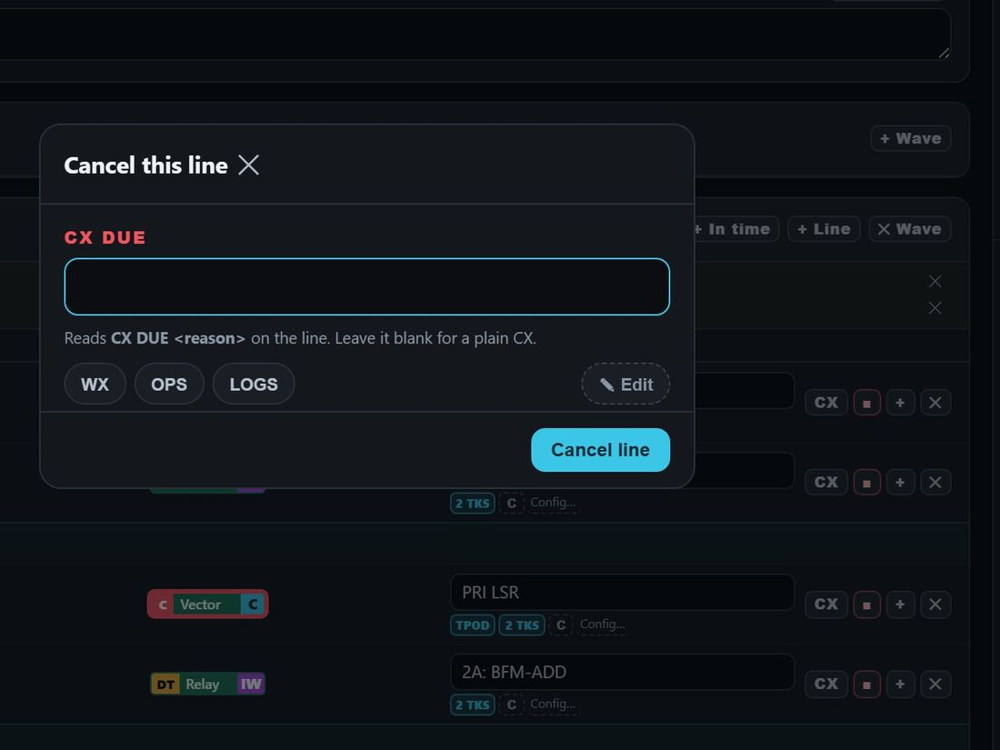 + Wave
Cancel this line
+ In time + Line × Wave
CX DUE
Reads CX DUE <reason> on the line. Leave it blank for a plain CX.
WX OPS LOGS Edit
CX +
Cancel line
CX +
2 TKS C Config...
C Vector C PRI LSR CX +
TPOD 2 TKS C Config...
DT Relay IW 2A: BFM-ADD CX +
2 TKS C Config...